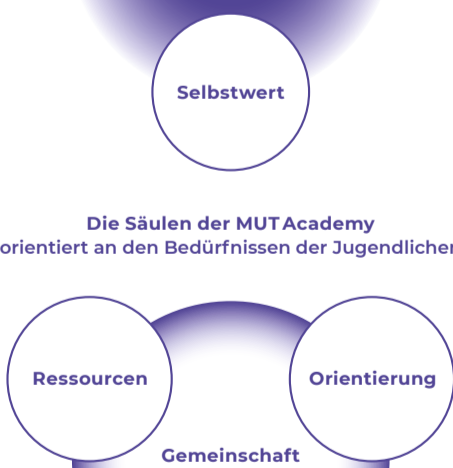 Selbstwert
Die Säulen der MUT Academy
orientiert an den Bedürfnissen der Jugendlichen
Ressourcen
Orientierung
Gemeinschaft